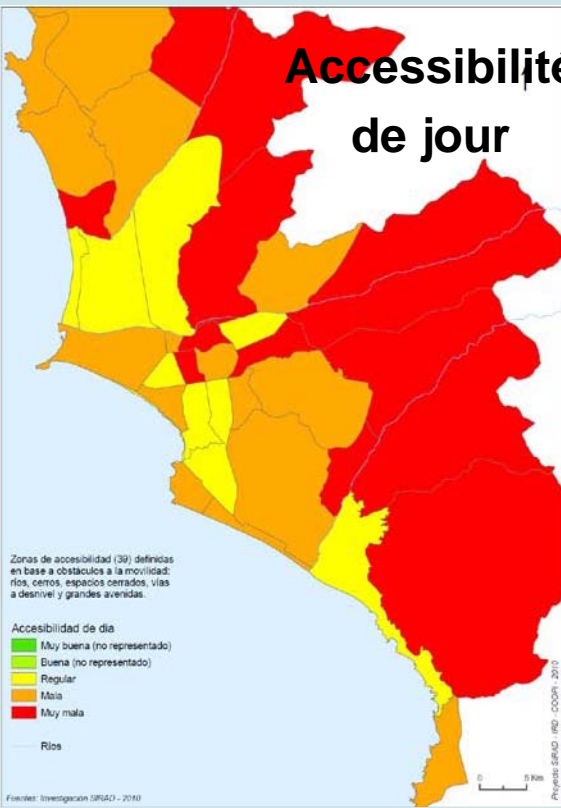 Accessibilité
de jour
Zonas de accesibilidad (39) definidas
en base a obstáculos a la movilidad:
ríos, cerros, espacios cerrados, vías
a desnivel y grandes avenidas.
Accesibilidad de dia
Muy buena (no representado)
Buena (no representado)
Regular
Mala
Muy mala
Ríos
Fuentes: Investigación SIRAD - 2010
0 5 Km
Proyecto SIRAD - IRD - COOPI - 2010